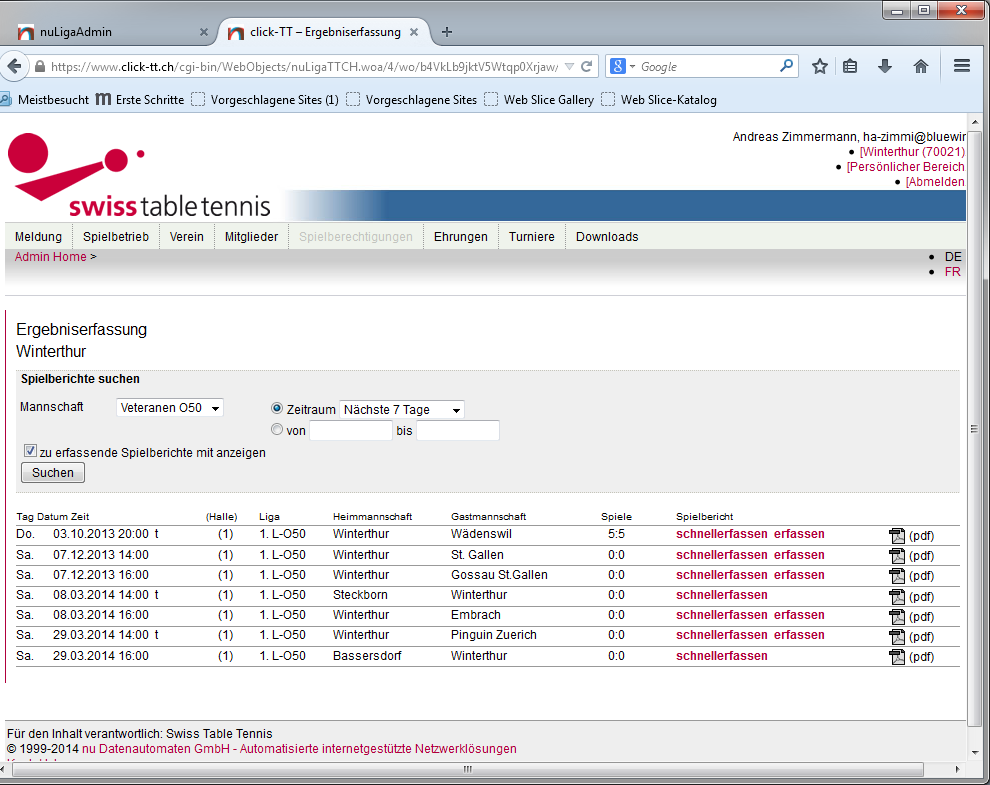 nuLigaAdmin
click-TT – Ergebniserfassung
https://www.click-tt.ch/cgi-bin/WebObjects/nuLigaTTCH.woa/4/wo/b4VkLb9jktV5Wtqp0Xrjaw/
Google
Meistbesucht Erste Schritte Vorgeschlagene Sites (1) Vorgeschlagene Sites Web Slice Gallery Web Slice-Katalog
Andreas Zimmermann, ha-zimmi@bluewir
• [Winterthur (70021)
• [Persönlicher Bereich
• [Abmelden
swiss table tennis
Meldung Spielbetrieb Verein Mitglieder Spielberechtigungen Ehrungen Turniere Downloads
Admin Home >
• DE
• FR
Ergebniserfassung
Winterthur
Spielberichte suchen
Mannschaft Veteranen O50 Zeitraum Nächste 7 Tage
von bis
zu erfassende Spielberichte mit anzeigen
Suchen
Tag Datum Zeit (Halle) Liga Heimmannschaft Gastmannschaft Spiele Spielbericht
Do. 03.10.2013 20:00 t (1) 1. L-O50 Winterthur Wädenswil 5:5 schnellerfassen erfassen (pdf)
Sa. 07.12.2013 14:00 (1) 1. L-O50 Winterthur St. Gallen 0:0 schnellerfassen erfassen (pdf)
Sa. 07.12.2013 16:00 (1) 1. L-O50 Winterthur Gossau St.Gallen 0:0 schnellerfassen erfassen (pdf)
Sa. 08.03.2014 14:00 t (1) 1. L-O50 Steckborn Winterthur 0:0 schnellerfassen (pdf)
Sa. 08.03.2014 16:00 (1) 1. L-O50 Winterthur Embrach 0:0 schnellerfassen erfassen (pdf)
Sa. 29.03.2014 14:00 t (1) 1. L-O50 Winterthur Pinguin Zuerich 0:0 schnellerfassen erfassen (pdf)
Sa. 29.03.2014 16:00 (1) 1. L-O50 Bassersdorf Winterthur 0:0 schnellerfassen (pdf)
Für den Inhalt verantwortlich: Swiss Table Tennis
© 1999-2014 nu Datenautomaten GmbH - Automatisierte internetgestützte Netzwerklösungen